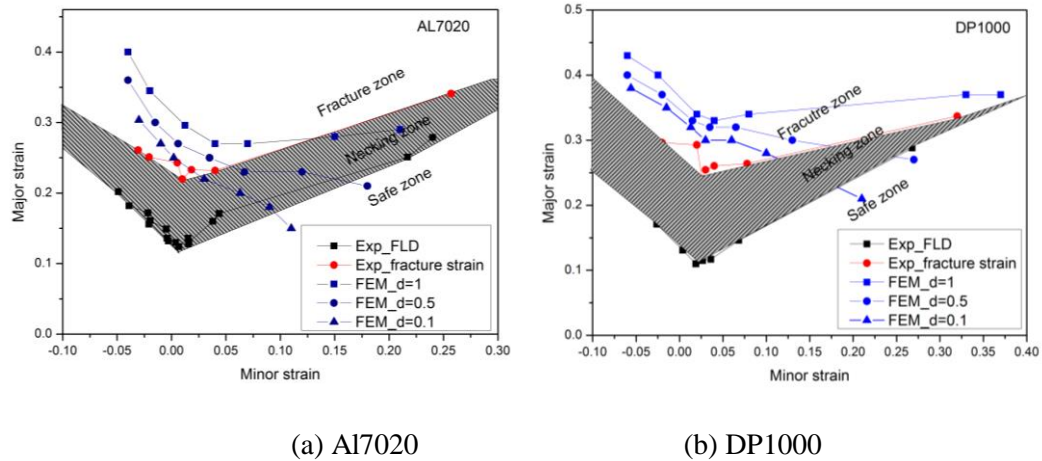 AL7020
Fracture zone
Necking zone
Safe zone
Exp_FLD
Exp_fracture strain
FEM_d=1
FEM_d=0.5
FEM_d=0.1
Major strain
0.4
0.3
0.2
0.1
0.0
-0.10 -0.05 0.00 0.05 0.10 0.15 0.20 0.25 0.30
Minor strain
DP1000
Fracutre zone
Necking zone
Safe zone
Exp_FLD
Exp_fracture strain
FEM_d=1
FEM_d=0.5
FEM_d=0.1
Major strain
0.5
0.4
0.3
0.2
0.1
0.0
-0.10 -0.05 0.00 0.05 0.10 0.15 0.20 0.25 0.30 0.35 0.40
Minor strain
(a) Al7020
(b) DP1000